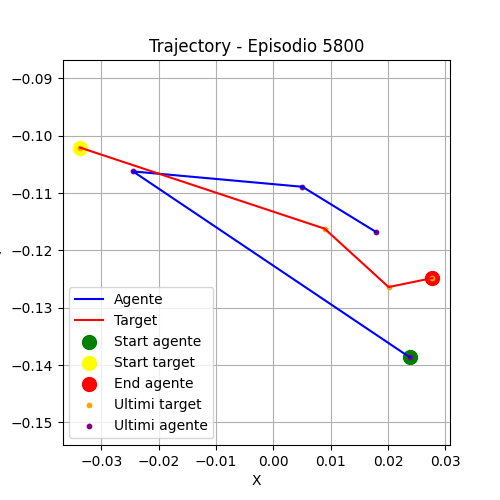 Trajectory - Episodio 5800
−0.09
−0.10
−0.11
−0.12
−0.13
−0.14
−0.15
Agente
Target
Start agente
Start target
End agente
Ultimi target
Ultimi agente
−0.03 −0.02 −0.01 0.00 0.01 0.02 0.03
X